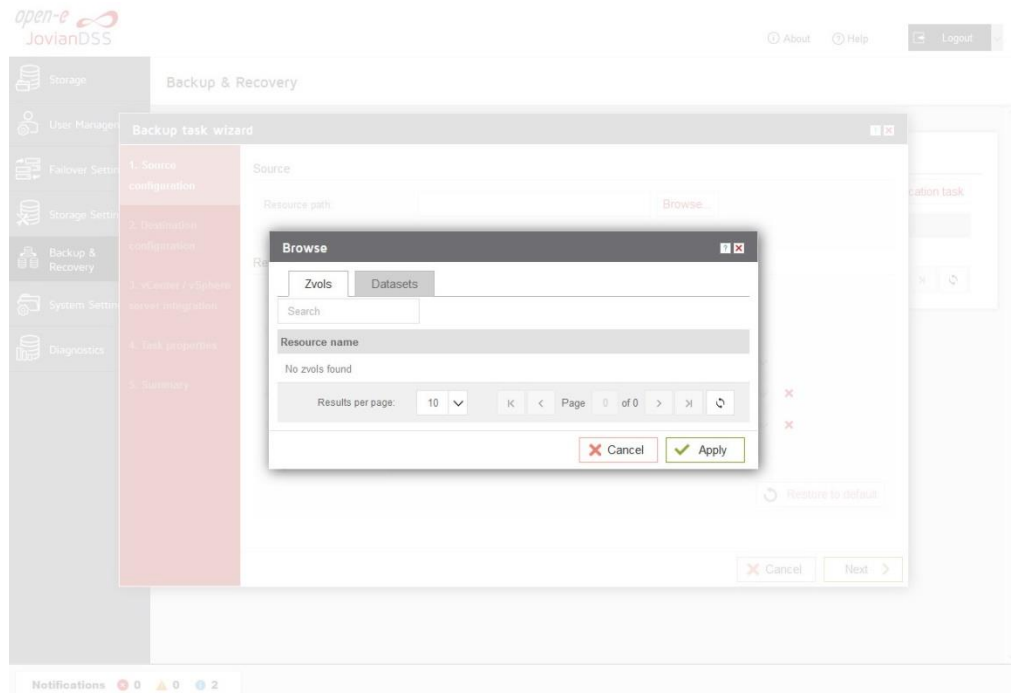 open-e
JovianDSS
About
Help
Logout
Storage
Backup & Recovery
User Manager
Backup task wizard
Failover Settin
1. Source
configuration
Source
Resource path:
Browse...
cation task
Storage Settin
2. Destination
configuration
Backup &
Recovery
Re
3. vCenter / vSphere
server integration
System Settin
4. Task properties
Diagnostics
5. Summary
Browse
Zvols
Datasets
Search
Resource name
No zvols found
Results per page: 10 Page 0 of 0
Cancel
Apply
Restore to default
Cancel
Next
Notifications 0 0 2